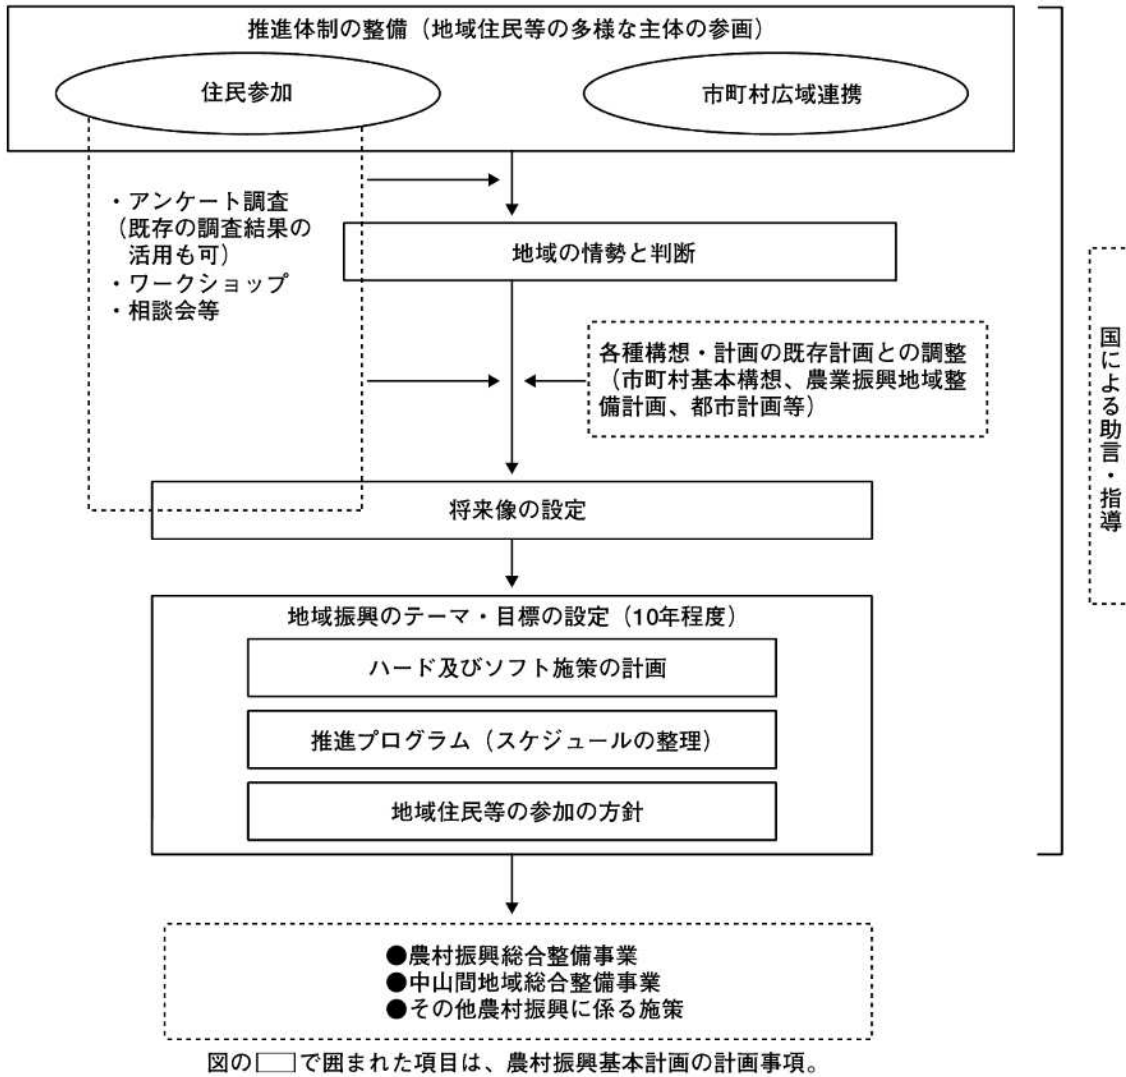 推進体制の整備（地域住民等の多様な主体の参画）
住民参加
市町村広域連携
・アンケート調査
（既存の調査結果の
活用も可）
・ワークショップ
・相談会等
地域の情勢と判断
各種構想・計画の既存計画との調整
（市町村基本構想、農業振興地域整
備計画、都市計画等）
国による助言・指導
将来像の設定
地域振興のテーマ・目標の設定（10年程度）
ハード及びソフト施策の計画
推進プログラム（スケジュールの整理）
地域住民等の参加の方針
●農村振興総合整備事業
●中山間地域総合整備事業
●その他農村振興に係る施策
図の□で囲まれた項目は、農村振興基本計画の計画事項。